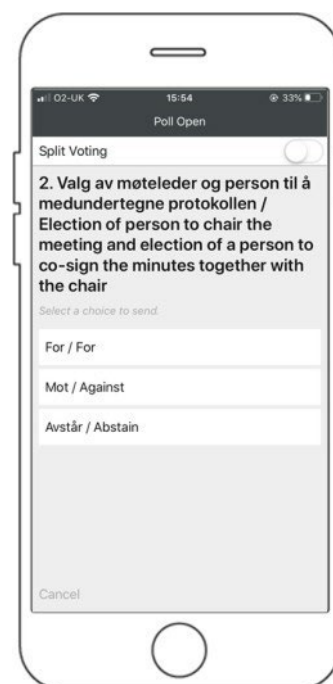 O2-UK 15:54 33%
Poll Open
Split Voting
2. Valg av møteleder og person til å
medundertegne protokollen /
Election of person to chair the
meeting and election of a person to
co-sign the minutes together with
the chair
Select a choice to send.
For / For
Mot / Against
Avstår / Abstain
Cancel